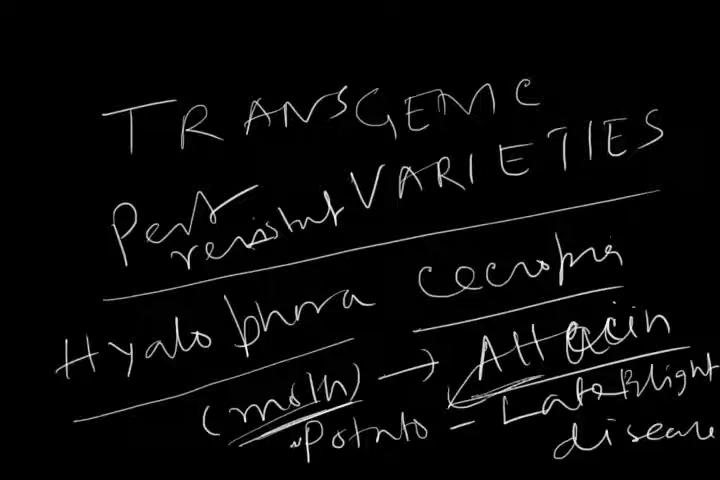 TRANSGENIC
Pest resistant VARIETIES
Hyalophora cecropia
(moth) → Attacin
Potato - Late Blight
disease